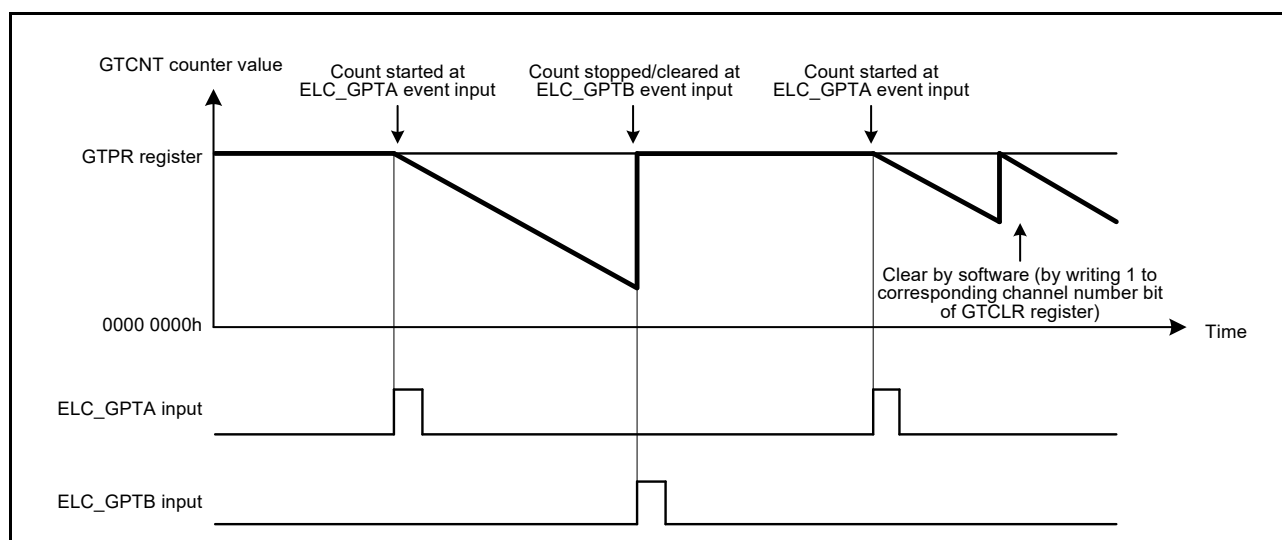 GTCNT counter value
Count started at
ELC_GPTA event input
Count stopped/cleared at
ELC_GPTB event input
Count started at
ELC_GPTA event input
GTPR register
Clear by software (by writing 1 to
corresponding channel number bit
of GTCLR register)
0000 0000h
Time
ELC_GPTA input
ELC_GPTB input